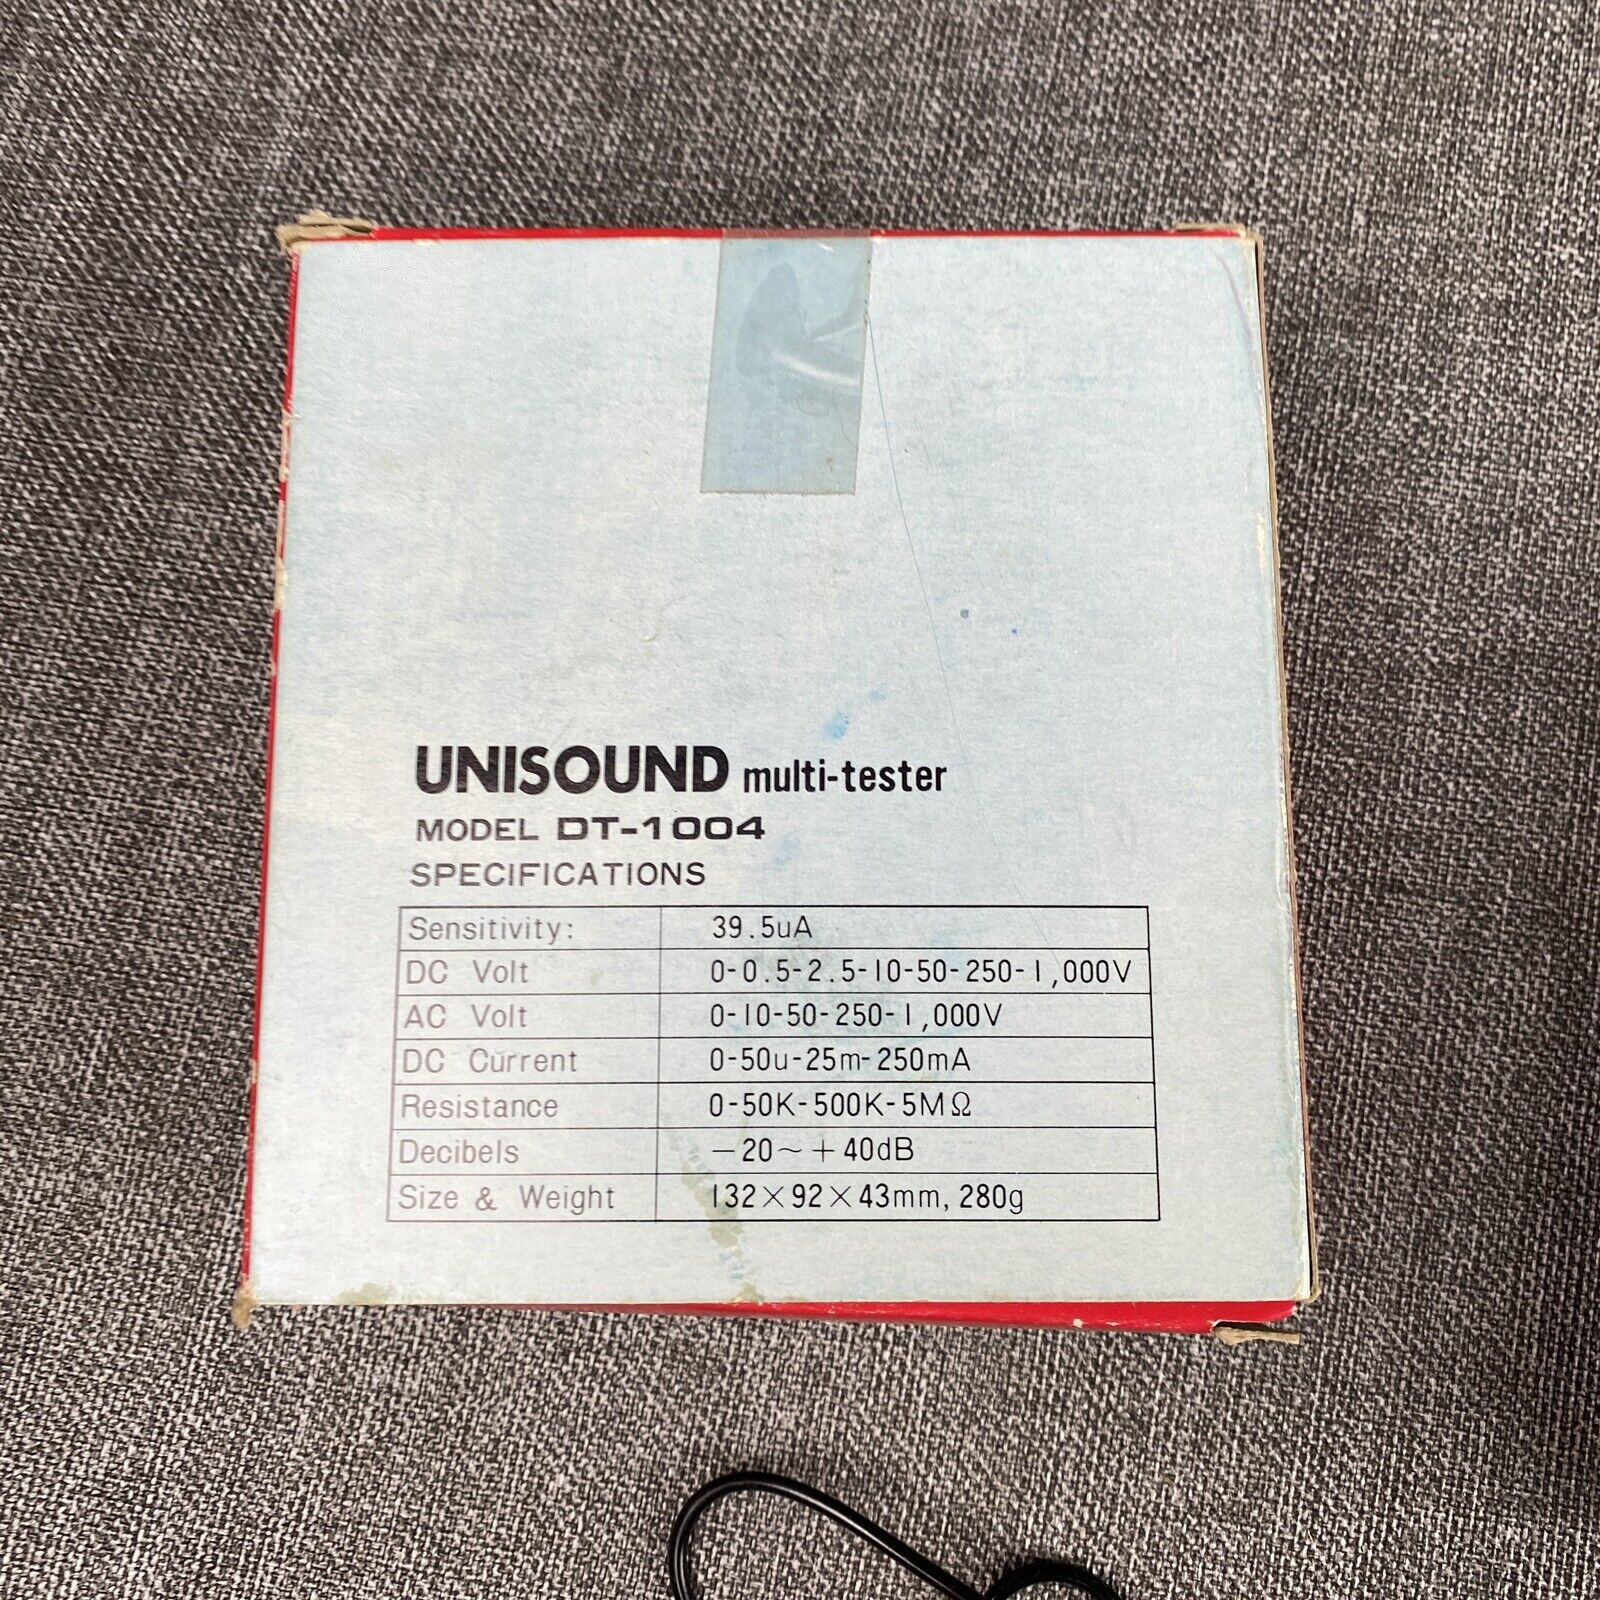 UNISOUND multi-tester
MODEL DT-1004
SPECIFICATIONS
Sensitivity: 39.5uA
DC Volt 0-0.5-2.5-10-50-250-1,000V
AC Volt 0-10-50-250-1,000V
DC Current 0-50u-25m-250mA
Resistance 0-50K-500K-5MΩ
Decibels -20~+40dB
Size & Weight 132×92×43mm, 280g